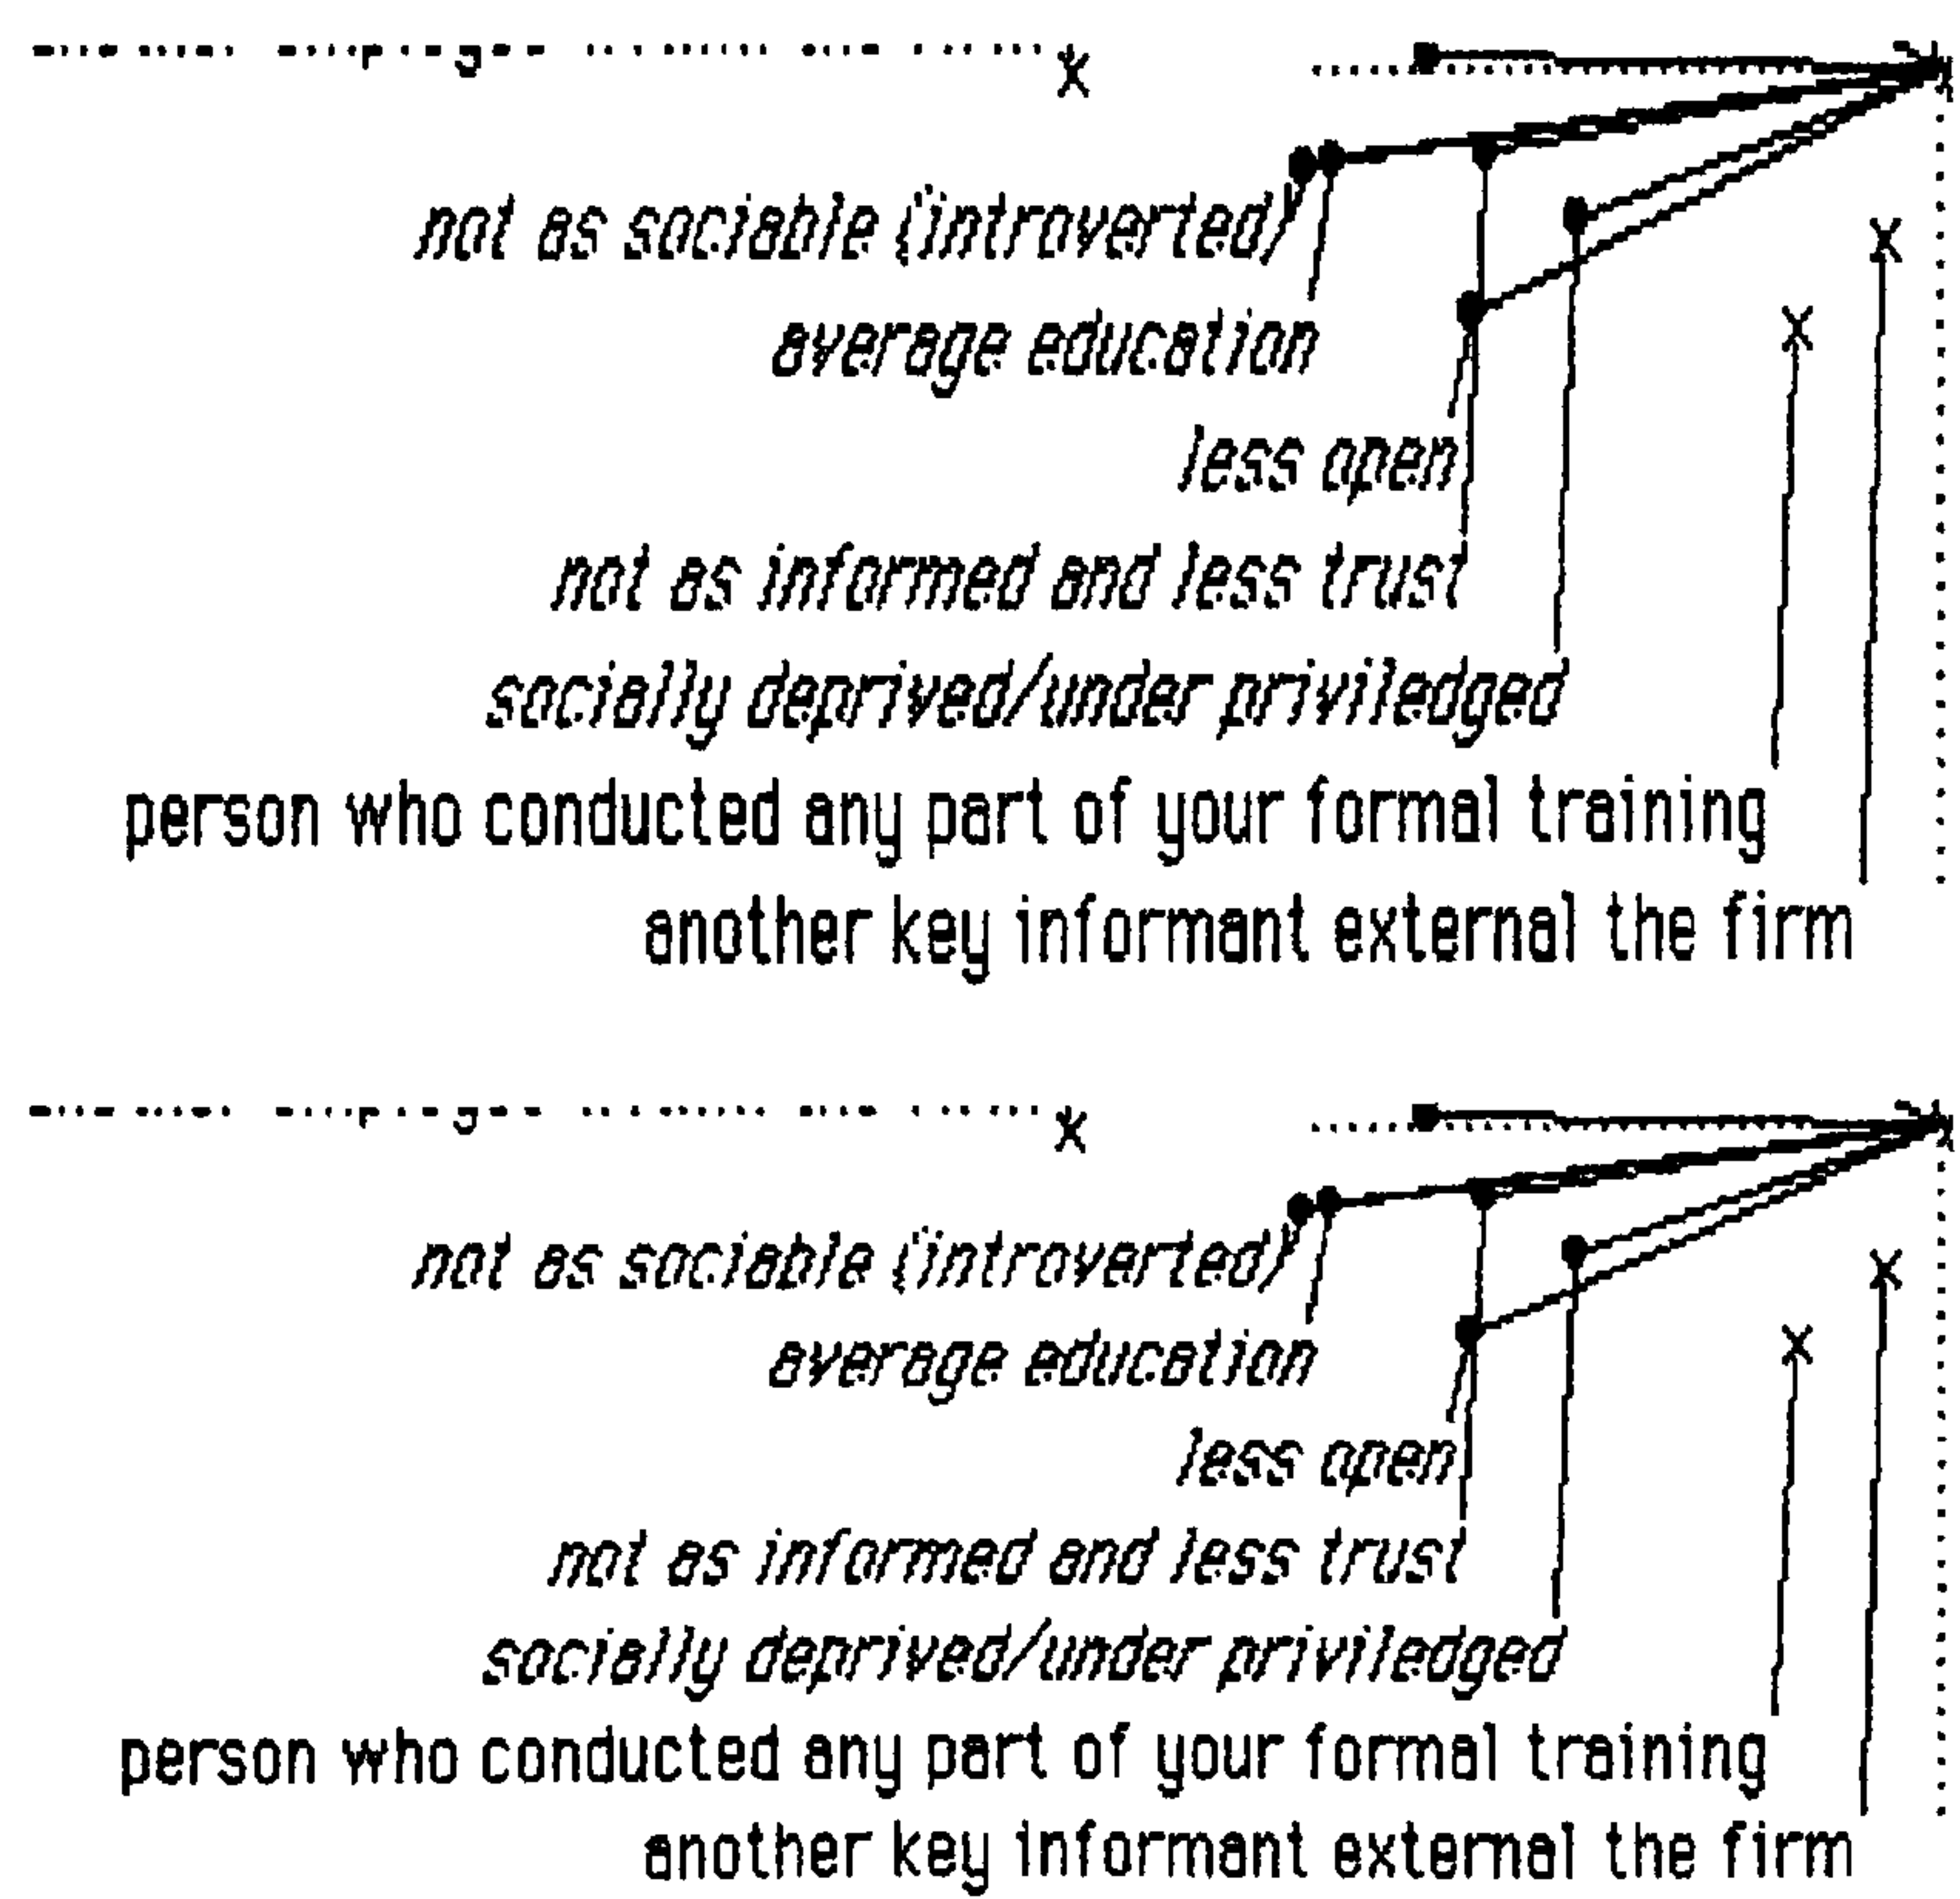 not as sociable ('introverted)'
average education
less open
not as informed and less trust
socially deprived/under priviledged
person who conducted any part of your formal training
another key informant external the firm
not as sociable ('introverted)'
average education
less open
not as informed and less trust
socially deprived/under priviledged
person who conducted any part of your formal training
another key informant external the firm